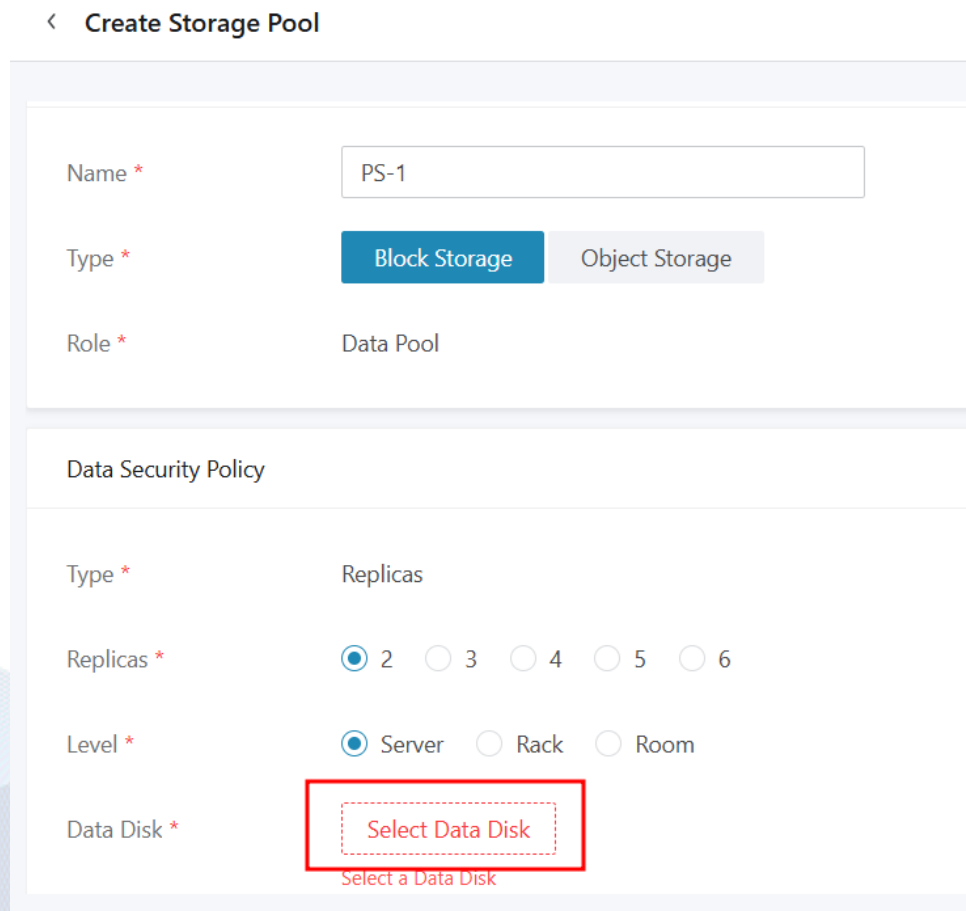 Create Storage Pool
Name * PS-1
Type * Block Storage Object Storage
Role * Data Pool
Data Security Policy
Type * Replicas
Replicas * 2 3 4 5 6
Level * Server Rack Room
Data Disk * Select Data Disk
Select a Data Disk